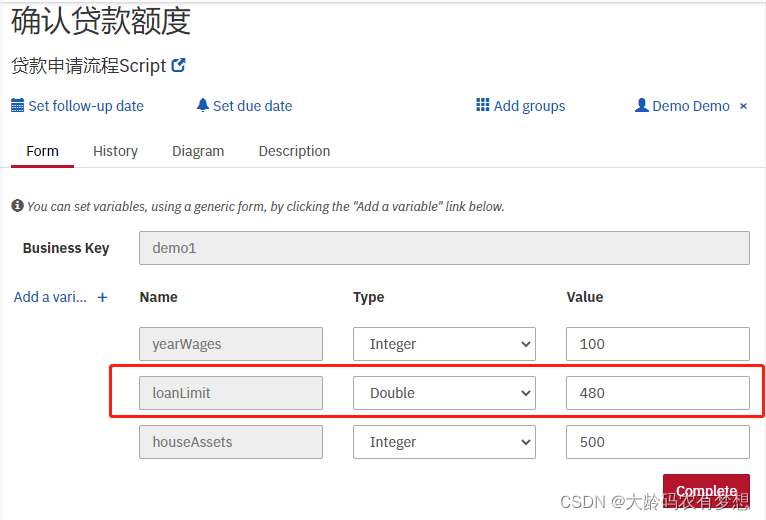 确认贷款额度
贷款申请流程Script
Set follow-up date Set due date Add groups Demo Demo ×
Form History Diagram Description
You can set variables, using a generic form, by clicking the "Add a variable" link below.
Business Key demo1
Add a vari... + Name Type Value
yearWages Integer 100
loanLimit Double 480
houseAssets Integer 500
Complete
CSDN @大龄码农有梦想